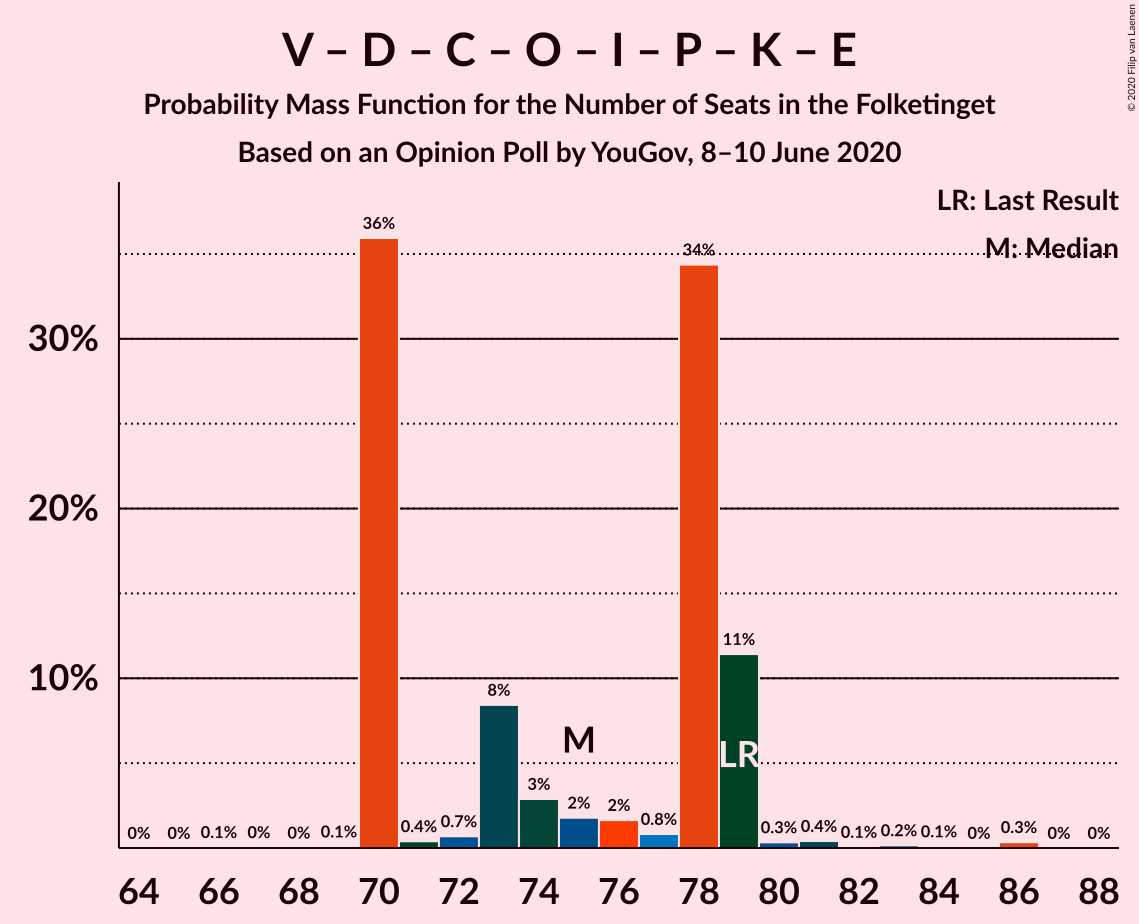 V – D – C – O – I – P – K – E
Probability Mass Function for the Number of Seats in the Folketinget
Based on an Opinion Poll by YouGov, 8–10 June 2020
© 2020 Filip van Laenen
LR: Last Result
M: Median
30%
20%
10%
0% 0% 0.1% 0% 0% 0.1% 36% 0.4% 0.7% 8% 3% 2% 2% 0.8% 34% 11% 0.3% 0.4% 0.1% 0.2% 0.1% 0% 0.3% 0% 0%
M
LR
64 66 68 70 72 74 76 78 80 82 84 86 88